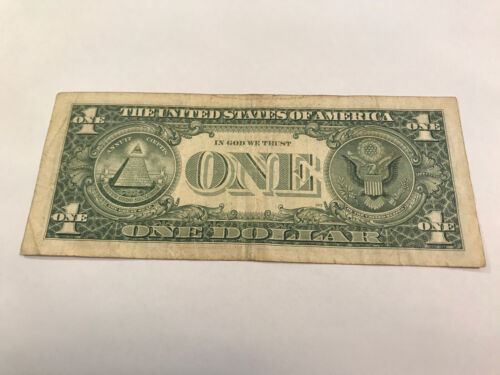 THE UNITED STATES OF AMERICA
1
ONE
1
ONE
ANNUIT COEPTIS
IN GOD WE TRUST
ONE
ONE
1
ONE
1
ONE DOLLAR